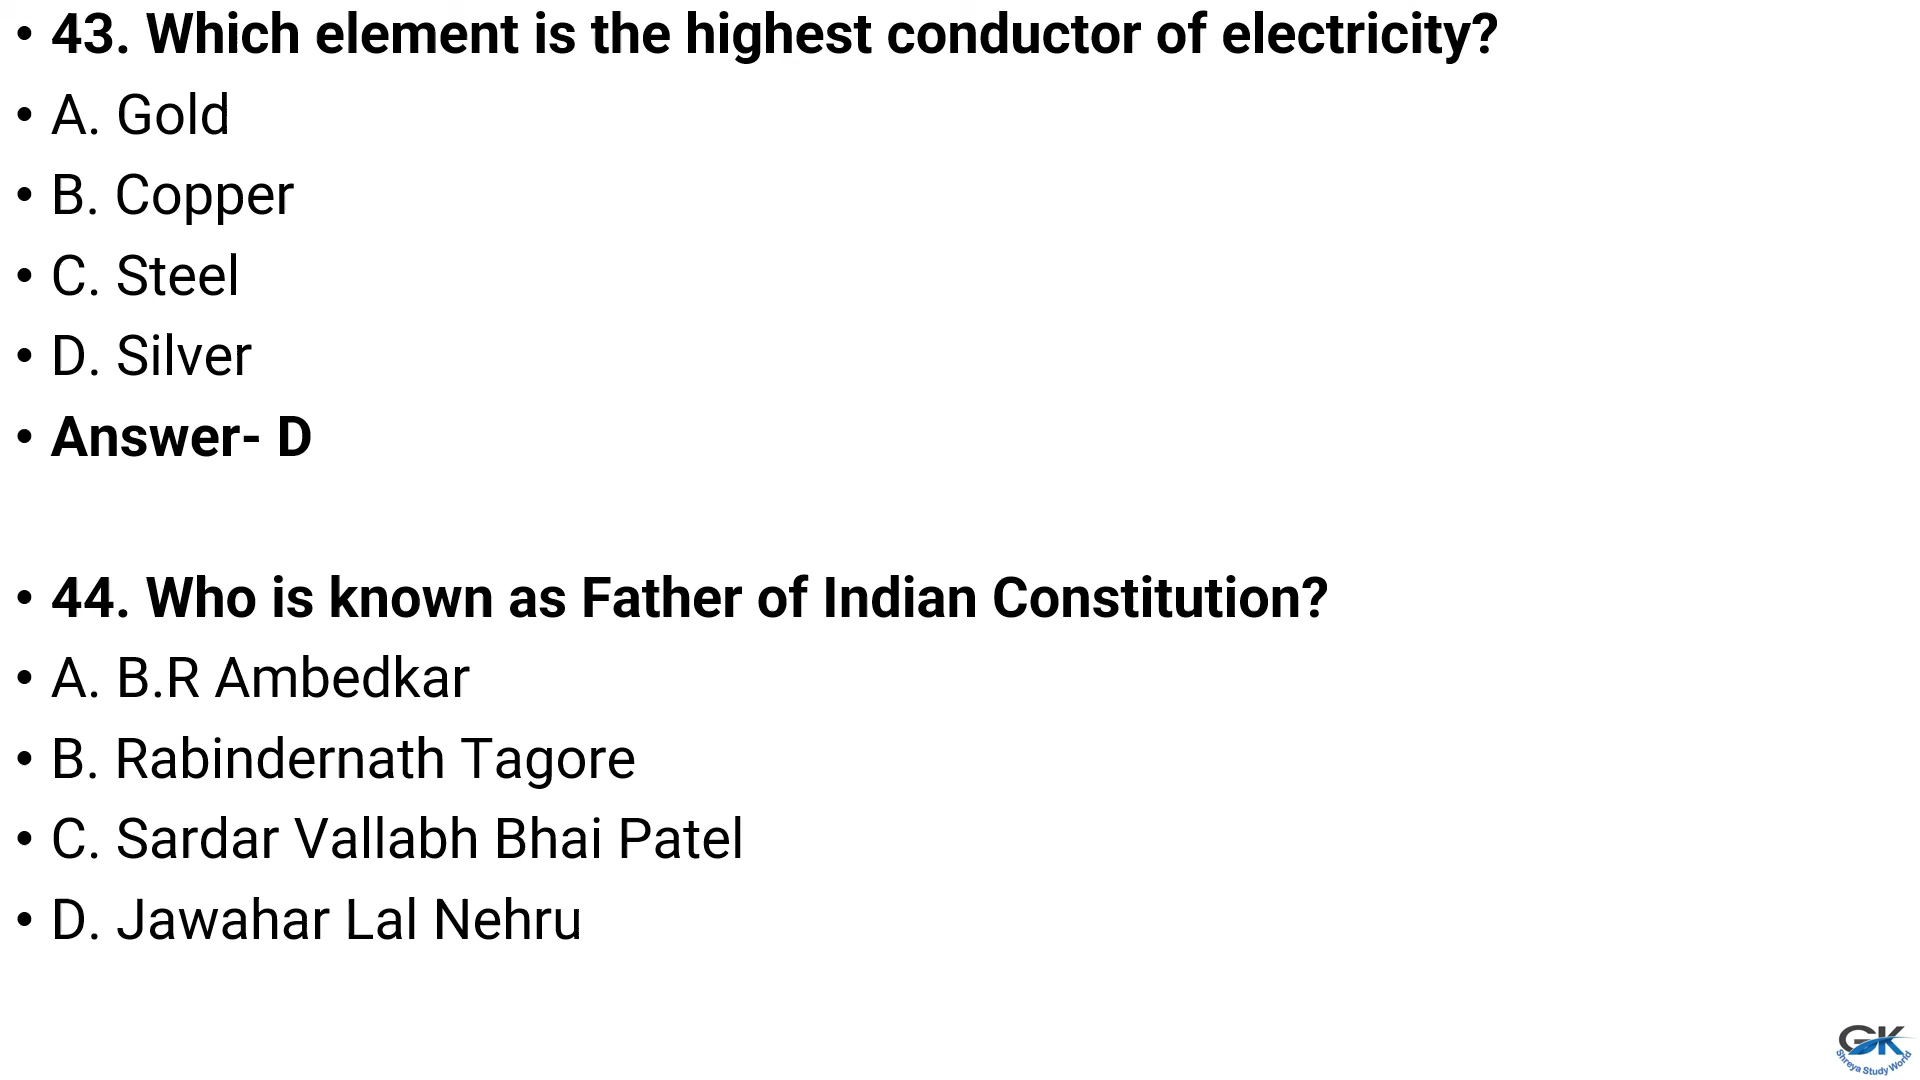 • 43. Which element is the highest conductor of electricity?
• A. Gold
• B. Copper
• C. Steel
• D. Silver
• Answer- D
• 44. Who is known as Father of Indian Constitution?
• A. B.R Ambedkar
• B. Rabindernath Tagore
• C. Sardar Vallabh Bhai Patel
• D. Jawahar Lal Nehru
GK
Shreya Study World